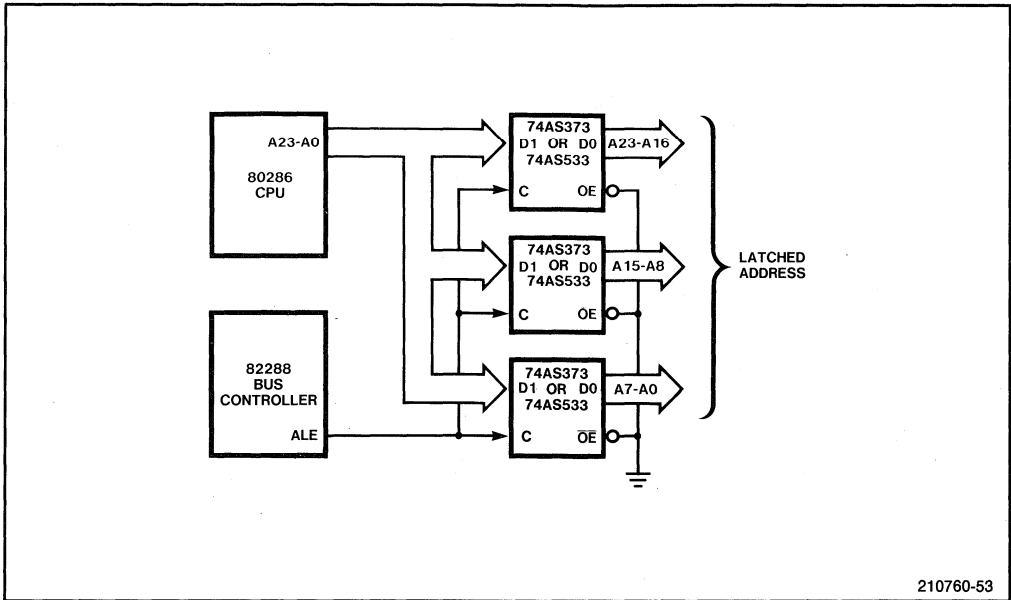 A23-A0
80286
CPU
82288
BUS
CONTROLLER
ALE
74AS373
D1 OR D0
74AS533
C OE
A23-A16
74AS373
D1 OR D0
74AS533
C OE
A15-A8
74AS373
D1 OR D0
74AS533
C O̅E̅
A7-A0
LATCHED
ADDRESS
210760-53